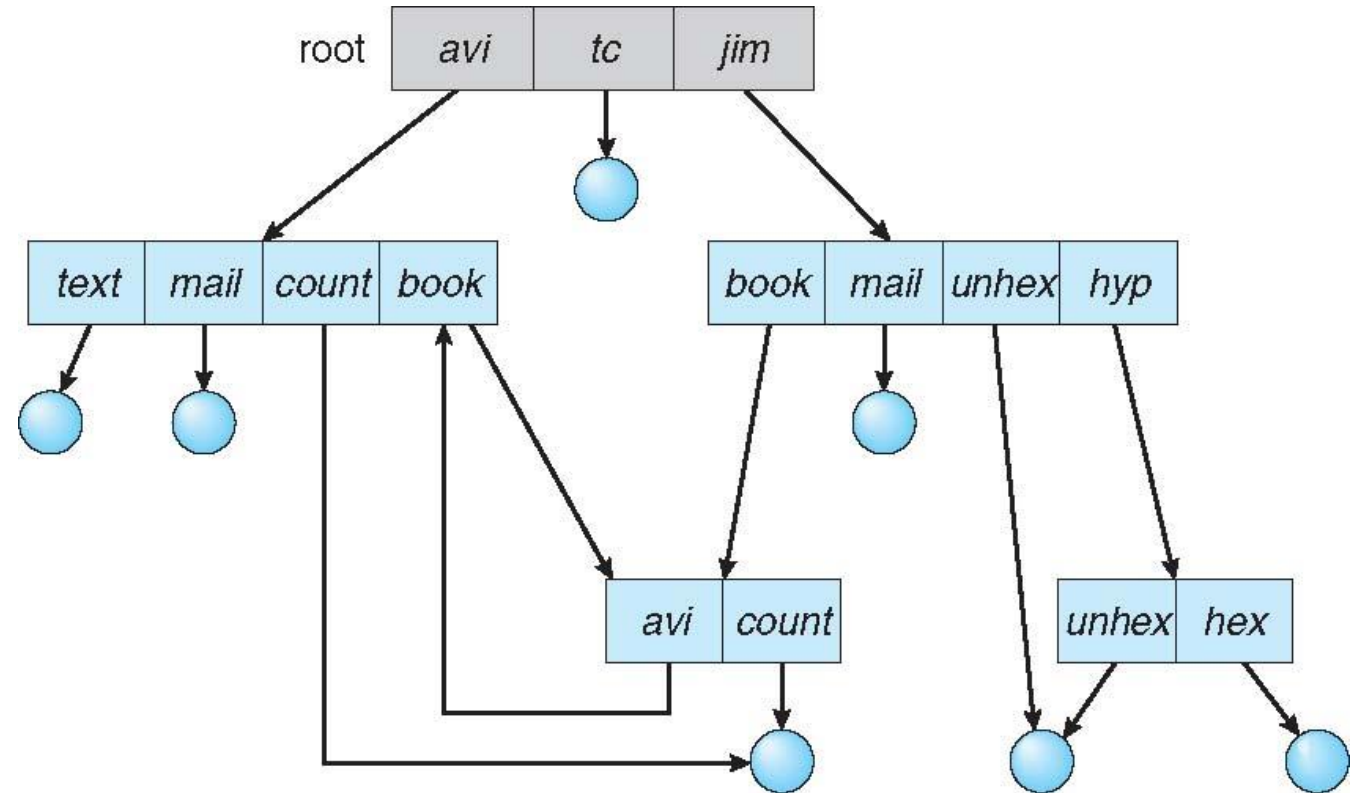 root avi tc jim
text mail count book book mail unhex hyp
avi count unhex hex